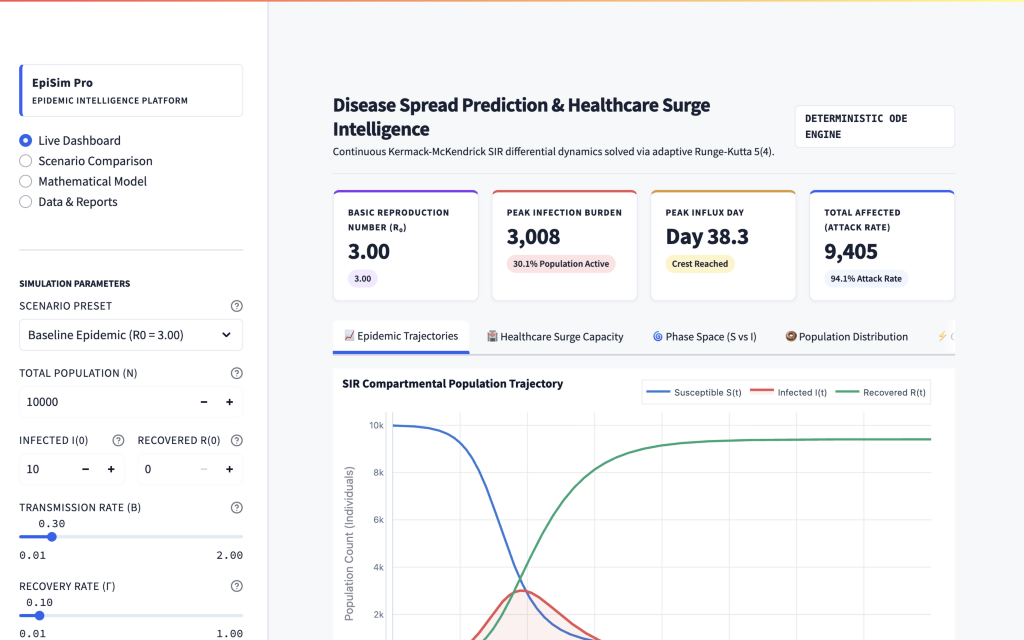 EpiSim Pro
EPIDEMIC INTELLIGENCE PLATFORM
Live Dashboard
Scenario Comparison
Mathematical Model
Data & Reports
SIMULATION PARAMETERS
SCENARIO PRESET
Baseline Epidemic (R0 = 3.00)
TOTAL POPULATION (N)
10000
INFECTED I(0) RECOVERED R(0)
10 0
TRANSMISSION RATE (Β)
0.30
0.01 2.00
RECOVERY RATE (Γ)
0.10
0.01 1.00
Disease Spread Prediction & Healthcare Surge
Intelligence
Continuous Kermack-McKendrick SIR differential dynamics solved via adaptive Runge-Kutta 5(4).
DETERMINISTIC ODE
ENGINE
BASIC REPRODUCTION
NUMBER (R₀)
3.00
3.00
PEAK INFECTION BURDEN
3,008
30.1% Population Active
PEAK INFLUX DAY
Day 38.3
Crest Reached
TOTAL AFFECTED
(ATTACK RATE)
9,405
94.1% Attack Rate
Epidemic Trajectories Healthcare Surge Capacity Phase Space (S vs I) Population Distribution
SIR Compartmental Population Trajectory
Susceptible S(t) Infected I(t) Recovered R(t)
Population Count (Individuals)
10k
8k
6k
4k
2k